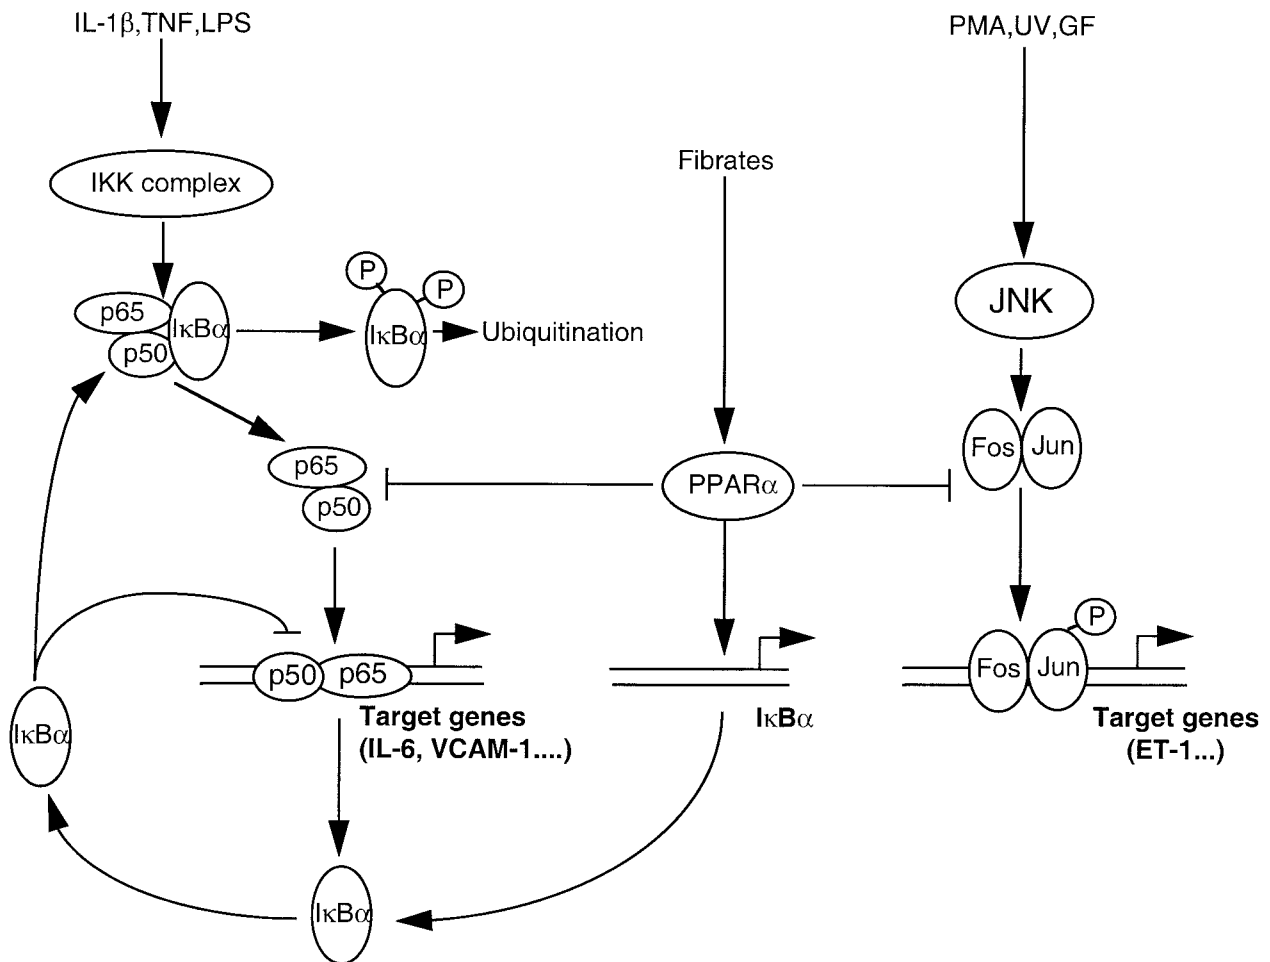 IL-1β,TNF,LPS
PMA,UV,GF
Fibrates
IKK complex
P
P
JNK
p65
IκBα
IκBα
Ubiquitination
p50
Fos
Jun
p65
PPARα
p50
P
p50
p65
Fos
Jun
Target genes
(IL-6, VCAM-1....)
IκBα
Target genes
(ET-1...)
IκBα
IκBα